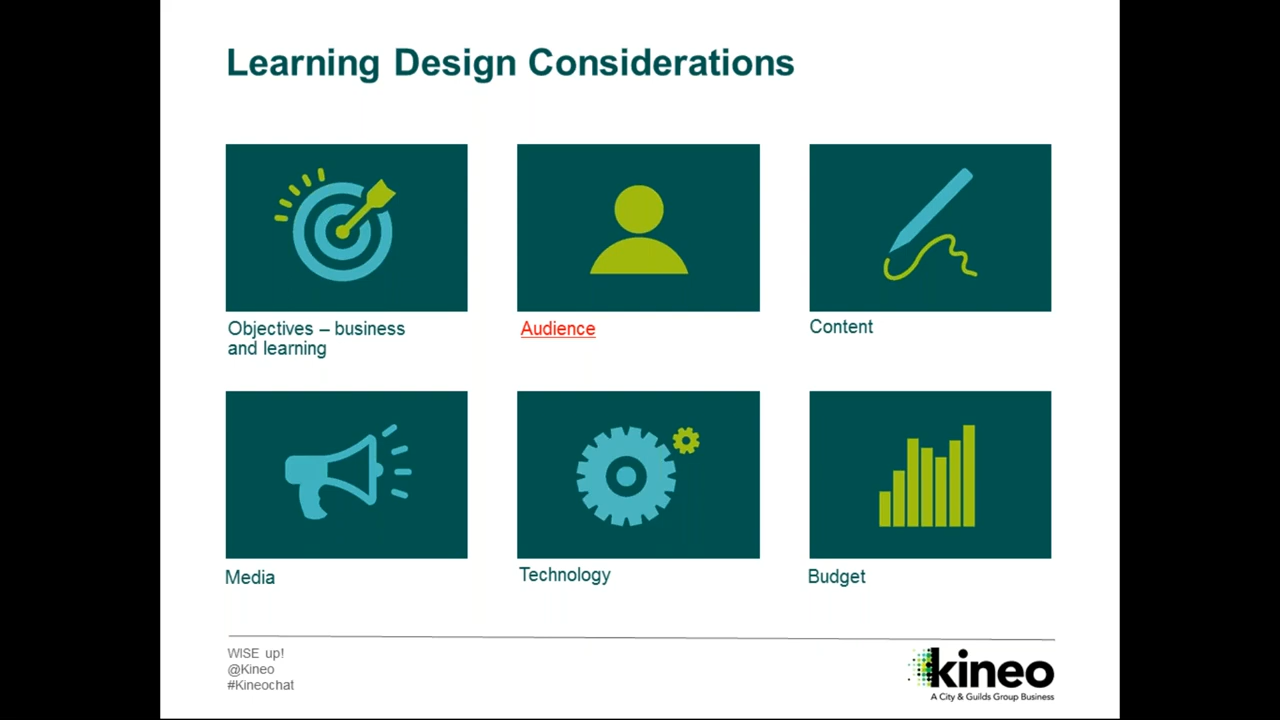 Learning Design Considerations
Objectives – business
and learning
Audience
Content
Media
Technology
Budget
WISE up!
@Kineo
#Kineochat
kineo
A City & Guilds Group Business